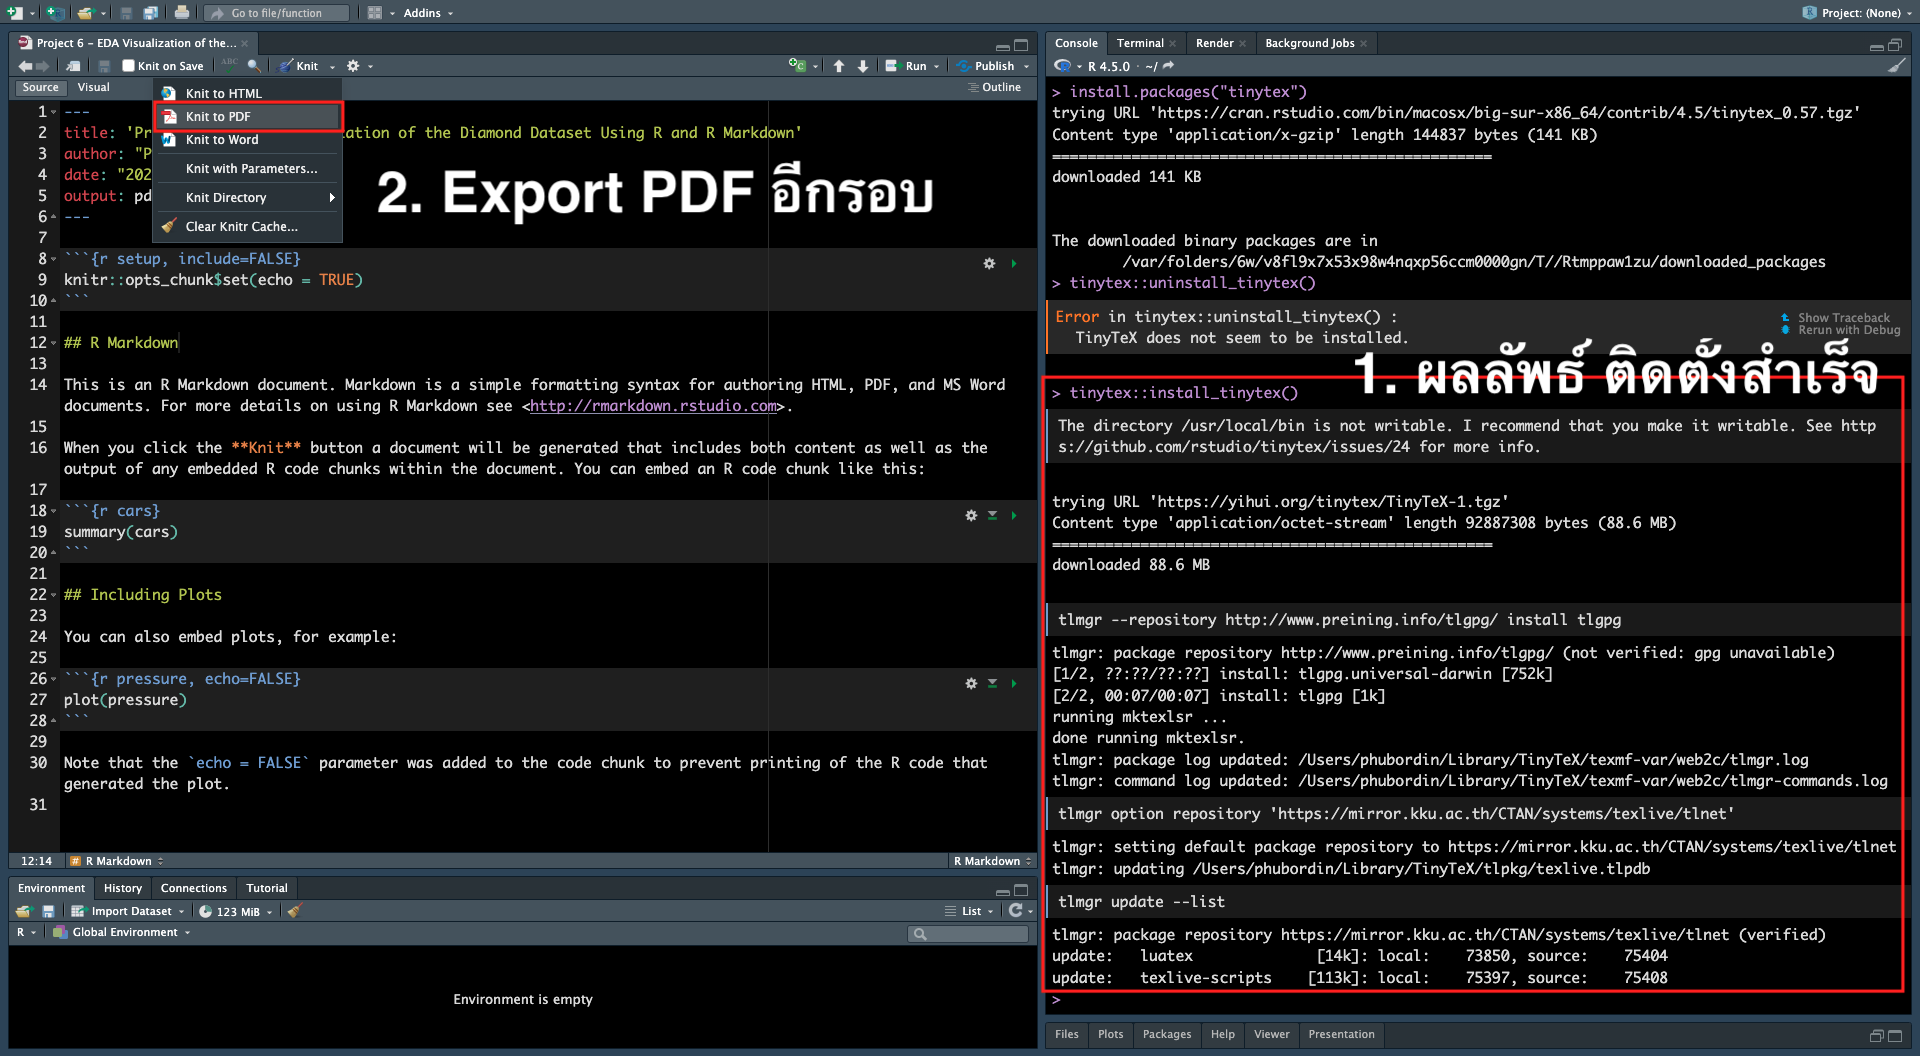 Go to file/function
Addins
Project: (None)
Project 6 – EDA Visualization of the...
Knit on Save
ABC
Knit
Run
Publish
Source
Visual
Outline
Knit to HTML
Knit to PDF
Knit to Word
Knit with Parameters...
Knit Directory
Clear Knitr Cache...
2. Export PDF อีกรอบ
1 ---
2 title: 'Pr ation of the Diamond Dataset Using R and R Markdown'
3 author: "P
4 date: "202
5 output: pd
6 ---
7
8 ```{r setup, include=FALSE}
9 knitr::opts_chunk$set(echo = TRUE)
10 ```
11
12 ## R Markdown
13
14 This is an R Markdown document. Markdown is a simple formatting syntax for authoring HTML, PDF, and MS Word
documents. For more details on using R Markdown see <http://rmarkdown.rstudio.com>.
15
16 When you click the **Knit** button a document will be generated that includes both content as well as the
output of any embedded R code chunks within the document. You can embed an R code chunk like this:
17
18 ```{r cars}
19 summary(cars)
20 ```
21
22 ## Including Plots
23
24 You can also embed plots, for example:
25
26 ```{r pressure, echo=FALSE}
27 plot(pressure)
28 ```
29
30 Note that the `echo = FALSE` parameter was added to the code chunk to prevent printing of the R code that
generated the plot.
31
12:14
# R Markdown
R Markdown
Environment
History
Connections
Tutorial
Import Dataset
123 MiB
List
R
Global Environment
Environment is empty
Console
Terminal
Render
Background Jobs
R 4.5.0 · ~/
> install.packages("tinytex")
trying URL 'https://cran.rstudio.com/bin/macosx/big-sur-x86_64/contrib/4.5/tinytex_0.57.tgz'
Content type 'application/x-gzip' length 144837 bytes (141 KB)
==================================================
downloaded 141 KB
The downloaded binary packages are in
/var/folders/6w/v8fl9x7x53x98w4nqxp56ccm0000gn/T//Rtmppaw1zu/downloaded_packages
> tinytex::uninstall_tinytex()
Error in tinytex::uninstall_tinytex() :
TinyTeX does not seem to be installed.
Show Traceback
Rerun with Debug
1. ผลลัพธ์ ติดตั้งสำเร็จ
> tinytex::install_tinytex()
The directory /usr/local/bin is not writable. I recommend that you make it writable. See http
s://github.com/rstudio/tinytex/issues/24 for more info.
trying URL 'https://yihui.org/tinytex/TinyTeX-1.tgz'
Content type 'application/octet-stream' length 92887308 bytes (88.6 MB)
==================================================
downloaded 88.6 MB
tlmgr --repository http://www.preining.info/tlgpg/ install tlgpg
tlmgr: package repository http://www.preining.info/tlgpg/ (not verified: gpg unavailable)
[1/2, ??:??/??:??] install: tlgpg.universal-darwin [752k]
[2/2, 00:07/00:07] install: tlgpg [1k]
running mktexlsr ...
done running mktexlsr.
tlmgr: package log updated: /Users/phubordin/Library/TinyTeX/texmf-var/web2c/tlmgr.log
tlmgr: command log updated: /Users/phubordin/Library/TinyTeX/texmf-var/web2c/tlmgr-commands.log
tlmgr option repository 'https://mirror.kku.ac.th/CTAN/systems/texlive/tlnet'
tlmgr: setting default package repository to https://mirror.kku.ac.th/CTAN/systems/texlive/tlnet
tlmgr: updating /Users/phubordin/Library/TinyTeX/tlpkg/texlive.tlpdb
tlmgr update --list
tlmgr: package repository https://mirror.kku.ac.th/CTAN/systems/texlive/tlnet (verified)
update: luatex [14k]: local: 73850, source: 75404
update: texlive-scripts [113k]: local: 75397, source: 75408
>
Files
Plots
Packages
Help
Viewer
Presentation